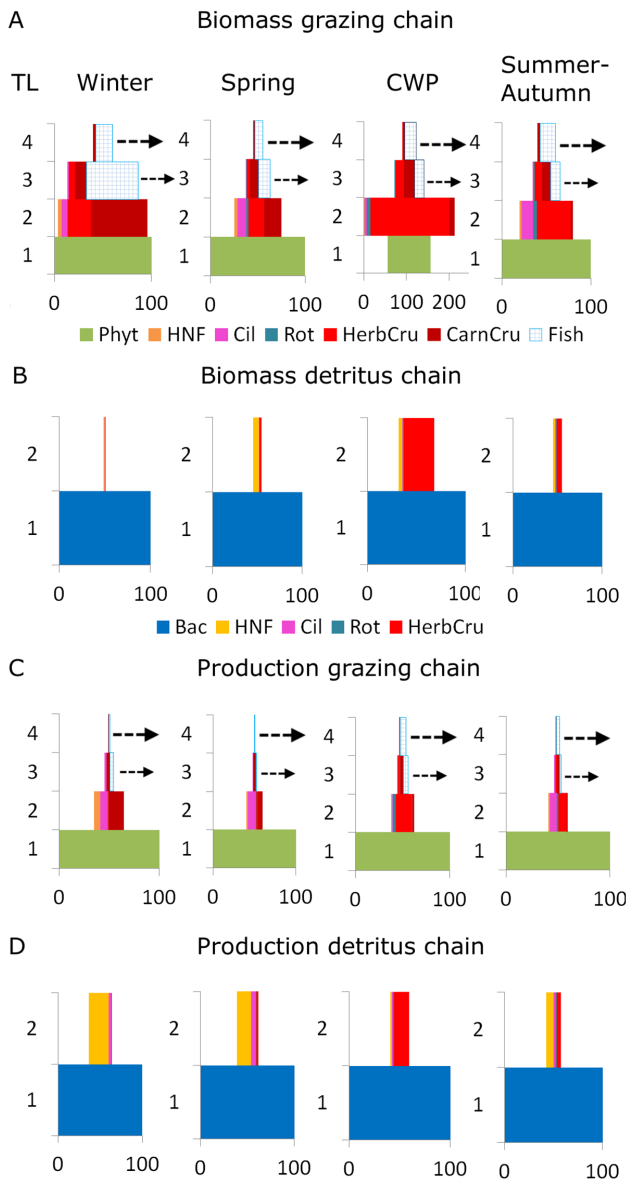 A Biomass grazing chain
TL Winter Spring CWP Summer-
Autumn
4 4 4 4
3 3 3 3
2 2 2 2
1 1 1 1
0 100 0 100 0 100 200 0 100
Phyt HNF Cil Rot HerbCru CarnCru Fish
B Biomass detritus chain
2 2 2 2
1 1 1 1
0 100 0 100 0 100 0 100
Bac HNF Cil Rot HerbCru
C Production grazing chain
4 4 4 4
3 3 3 3
2 2 2 2
1 1 1 1
0 100 0 100 0 100 0 100
D Production detritus chain
2 2 2 2
1 1 1 1
0 100 0 100 0 100 0 100